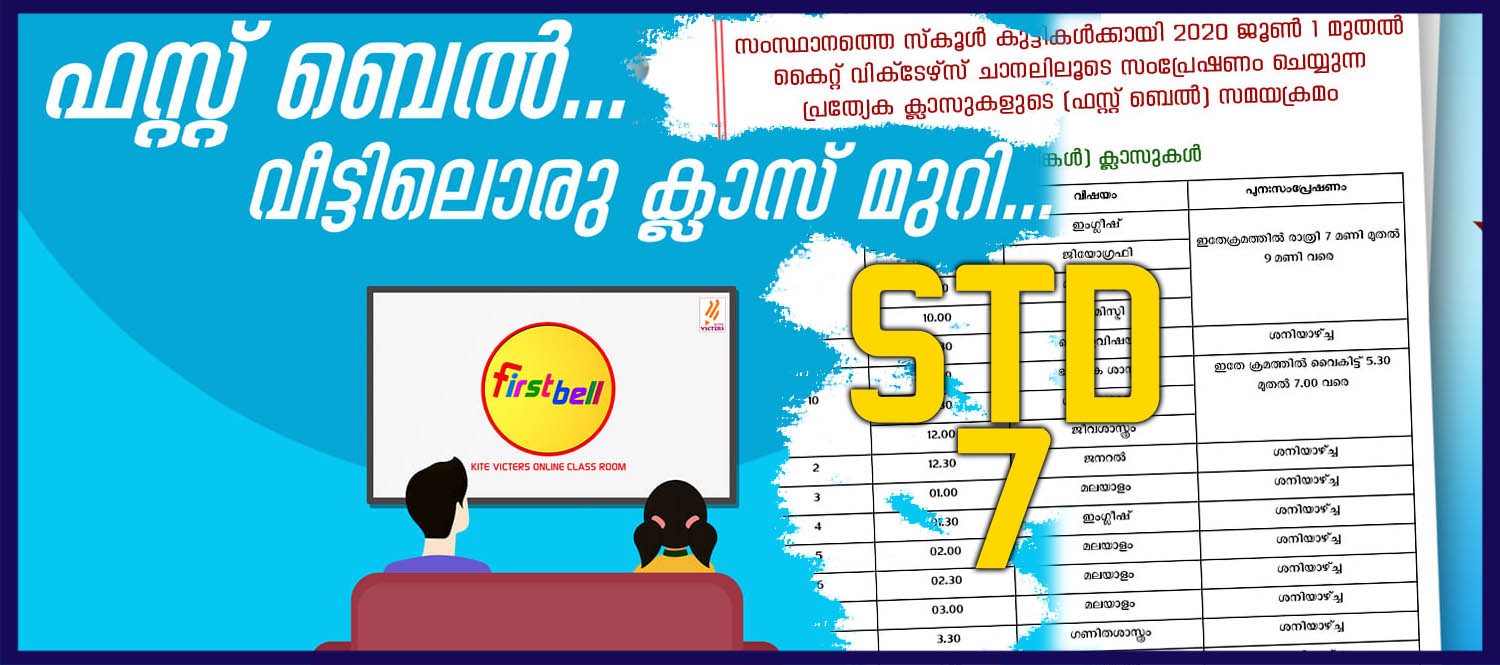 ഫസ്റ്റ് ബെൽ...
വീട്ടിലൊരു ക്ലാസ് മുറി...
KITE
VICTERS
firstbell
KITE VICTERS ONLINE CLASS ROOM
സംസ്ഥാനത്തെ സ്കൂൾ കുട്ടികൾക്കായി 2020 ജൂൺ 1 മുതൽ
കൈറ്റ് വിക്ടേഴ്സ് ചാനലിലൂടെ സംപ്രേഷണം ചെയ്യുന്ന
പ്രത്യേക ക്ലാസുകളുടെ (ഫസ്റ്റ് ബെൽ) സമയക്രമം
ക്ലാസുകൾ
വിഷയം പുനഃസംപ്രേഷണം
ഇംഗ്ലീഷ് ഇതേക്രമത്തിൽ രാത്രി 7 മണി മുതൽ
ജിയോഗ്രഫി 9 മണി വരെ
STD
7
10.00
ശനിയാഴ്ച്ച
ഇതേ ക്രമത്തിൽ വൈകിട്ട് 5.30
മുതൽ 7.00 വരെ
10
12.00 ജീവശാസ്ത്രം
2 12.30 ജനറൽ ശനിയാഴ്ച്ച
3 01.00 മലയാളം ശനിയാഴ്ച്ച
4 01.30 ഇംഗ്ലീഷ് ശനിയാഴ്ച്ച
5 02.00 മലയാളം ശനിയാഴ്ച്ച
6 02.30 മലയാളം ശനിയാഴ്ച്ച
03.00 മലയാളം ശനിയാഴ്ച്ച
3.30 ഗണിതശാസ്ത്രം ശനിയാഴ്ച്ച